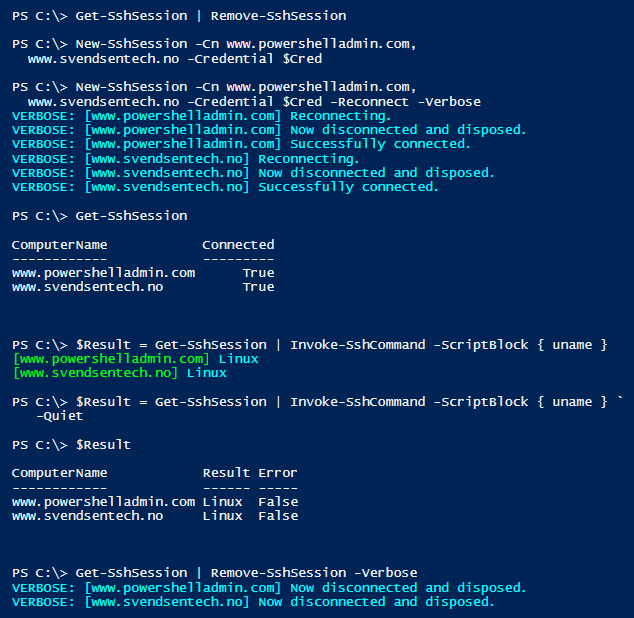 PS C:\> Get-SshSession | Remove-SshSession
PS C:\> New-SshSession -Cn www.powershelladmin.com,
www.svendsentech.no -Credential $Cred
PS C:\> New-SshSession -Cn www.powershelladmin.com,
www.svendsentech.no -Credential $Cred -Reconnect -Verbose
VERBOSE: [www.powershelladmin.com] Reconnecting.
VERBOSE: [www.powershelladmin.com] Now disconnected and disposed.
VERBOSE: [www.powershelladmin.com] Successfully connected.
VERBOSE: [www.svendsentech.no] Reconnecting.
VERBOSE: [www.svendsentech.no] Now disconnected and disposed.
VERBOSE: [www.svendsentech.no] Successfully connected.
PS C:\> Get-SshSession
ComputerName Connected
------------ ---------
www.powershelladmin.com True
www.svendsentech.no True
PS C:\> $Result = Get-SshSession | Invoke-SshCommand -ScriptBlock { uname }
[www.powershelladmin.com] Linux
[www.svendsentech.no] Linux
PS C:\> $Result = Get-SshSession | Invoke-SshCommand -ScriptBlock { uname } `
-Quiet
PS C:\> $Result
ComputerName Result Error
------------ ------ -----
www.powershelladmin.com Linux False
www.svendsentech.no Linux False
PS C:\> Get-SshSession | Remove-SshSession -Verbose
VERBOSE: [www.powershelladmin.com] Now disconnected and disposed.
VERBOSE: [www.svendsentech.no] Now disconnected and disposed.